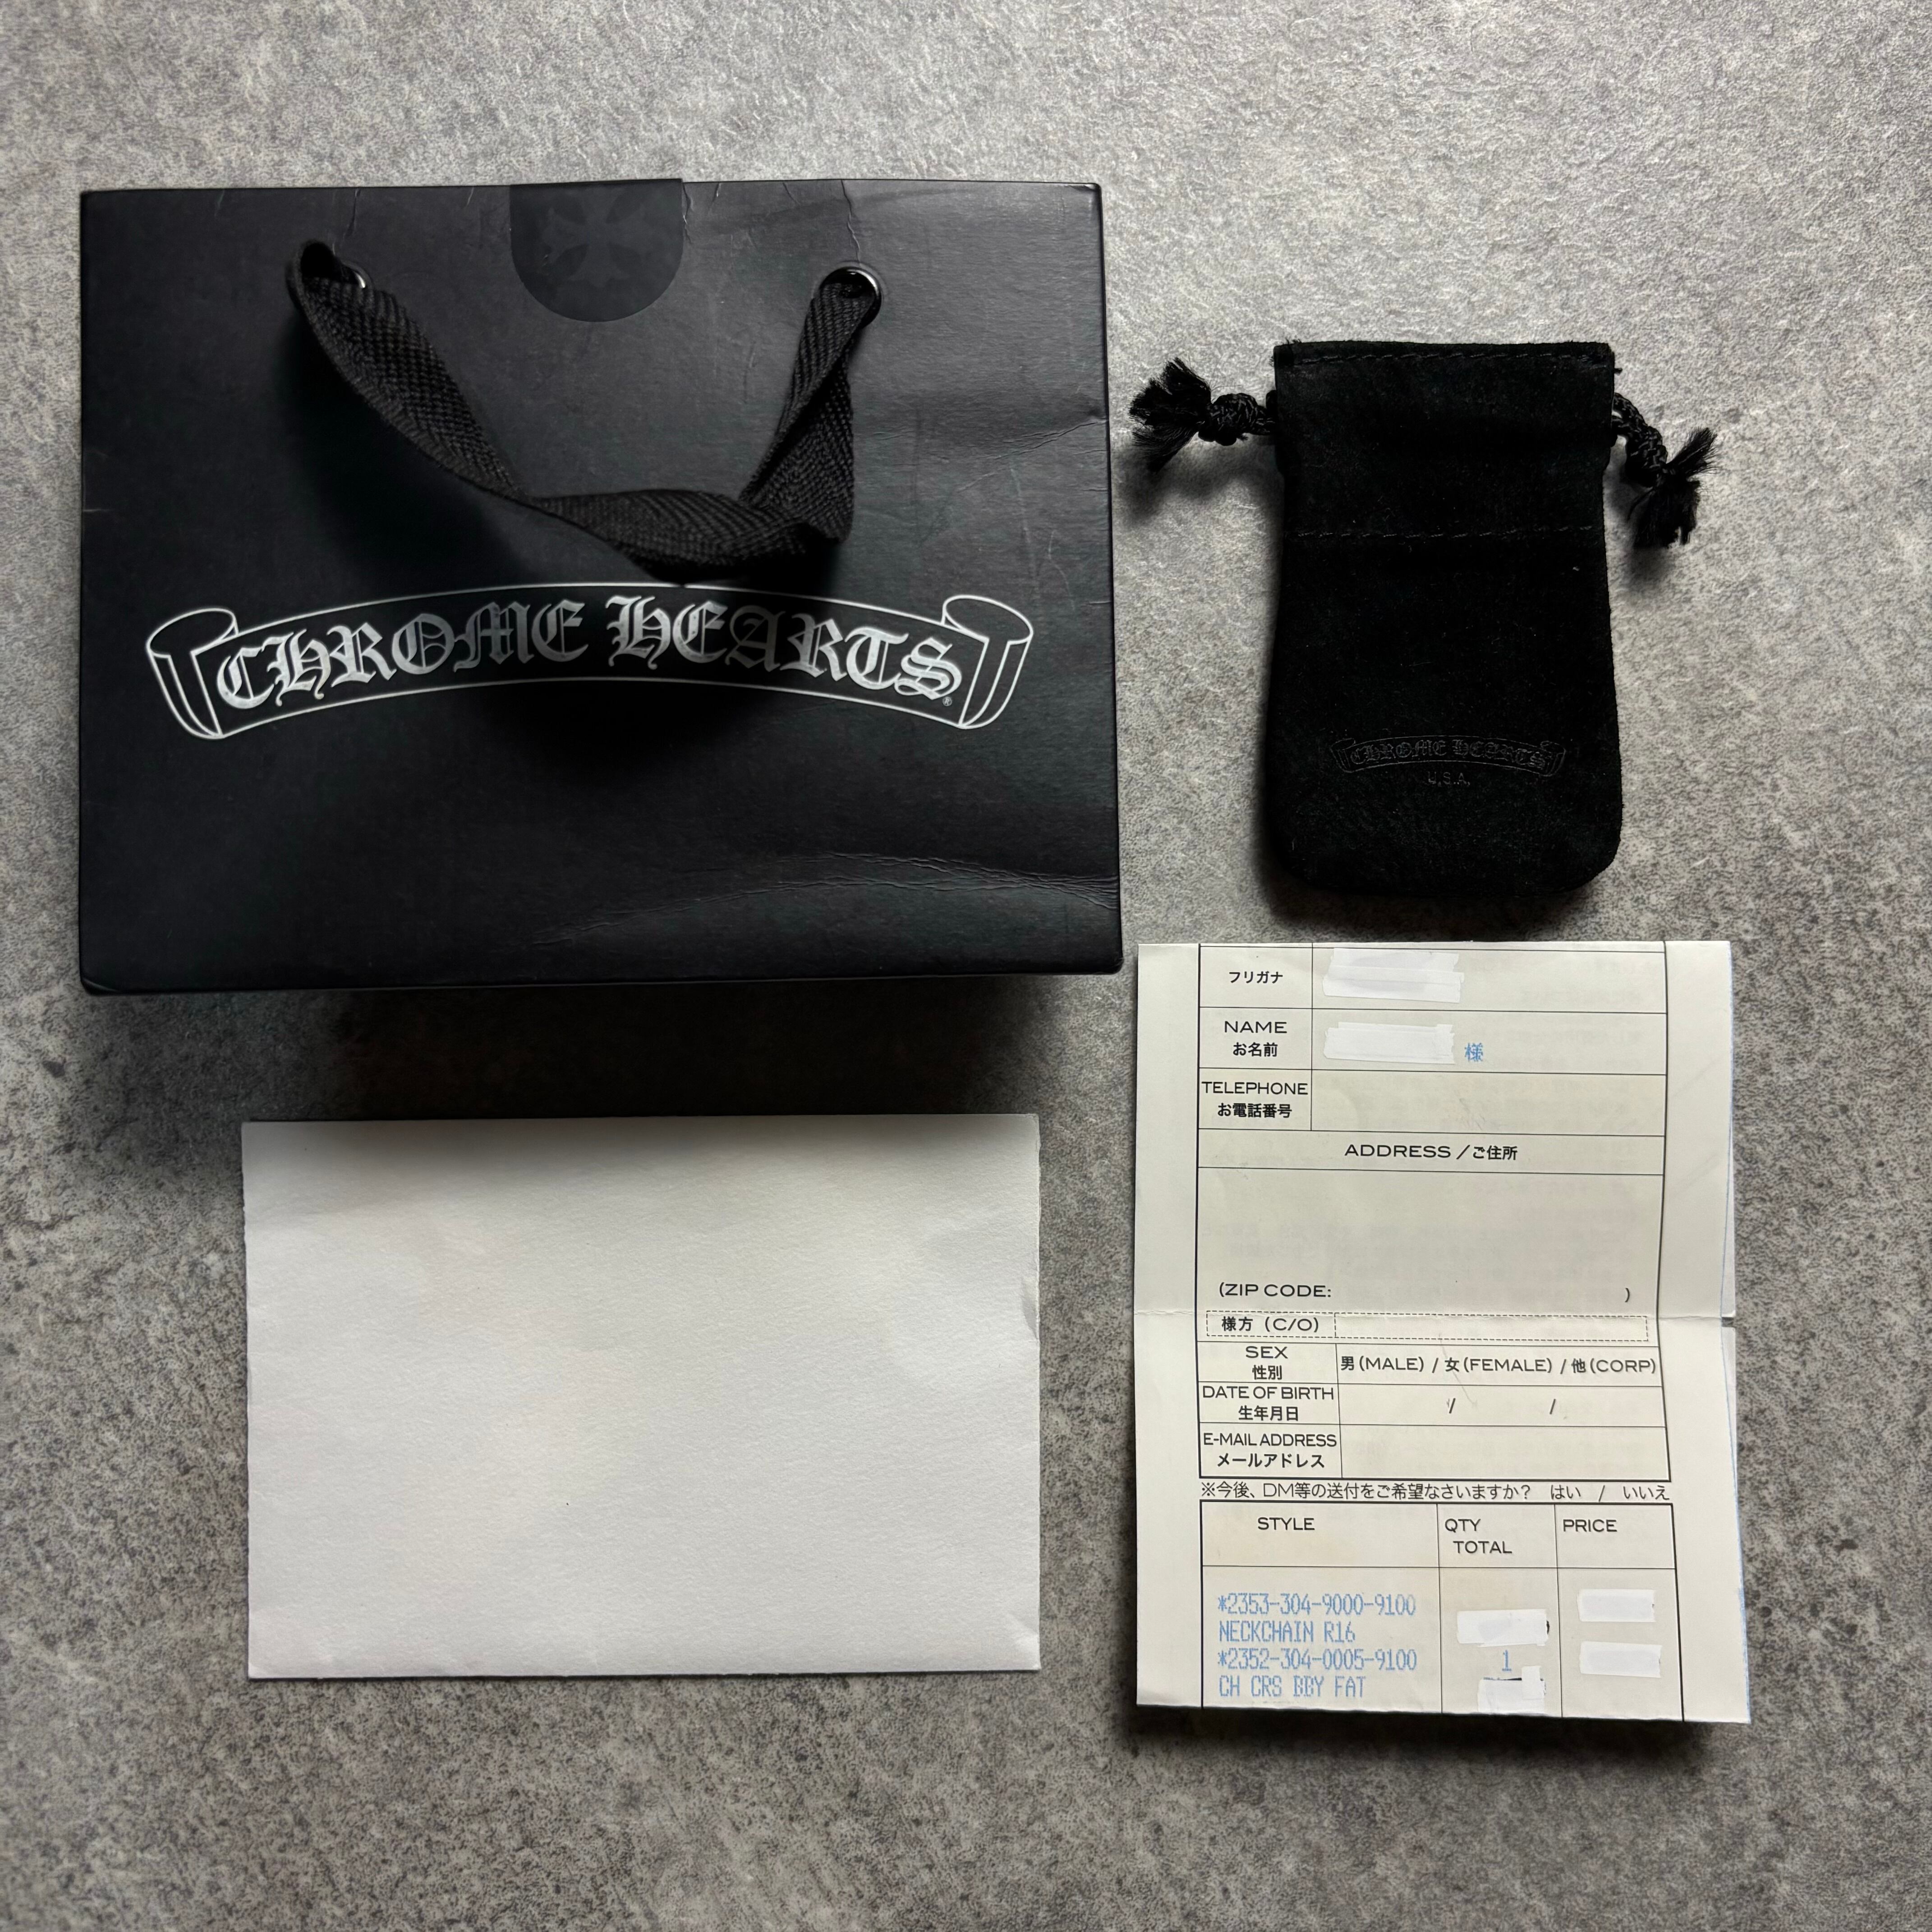 CHROME HEARTS®
CHROME HEARTS
U.S.A.
フリガナ
NAME
お名前
様
TELEPHONE
お電話番号
ADDRESS /ご住所
(ZIP CODE: )
様方 (C/O)
SEX
性別
男(MALE) / 女(FEMALE) / 他(CORP)
DATE OF BIRTH
生年月日
/ /
E-MAIL ADDRESS
メールアドレス
※今後、DM等の送付をご希望なさいますか? はい / いいえ
STYLE QTY PRICE
TOTAL
*2353-304-9000-9100
NECKCHAIN R16
*2352-304-0005-9100 1
CH CRS BBY FAT